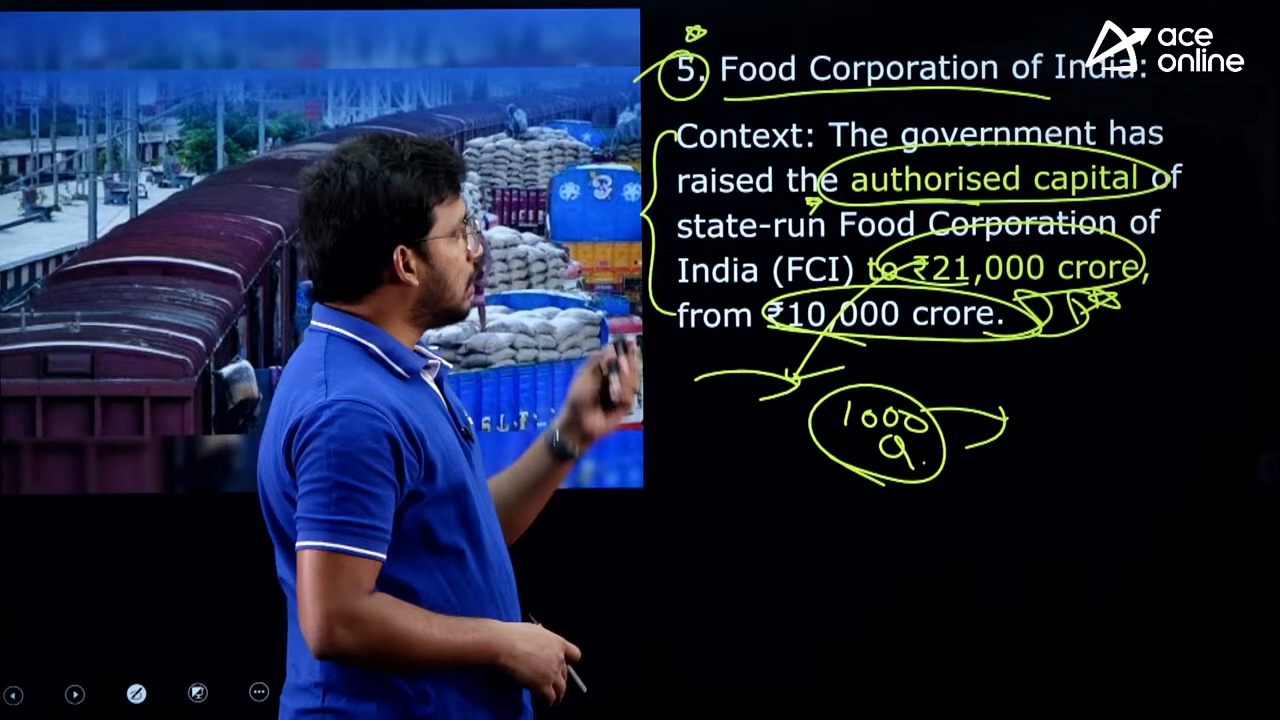 ace
online
5. Food Corporation of India:
Context: The government has
raised the authorised capital of
state-run Food Corporation of
India (FCI) to ₹21,000 crore,
from ₹10,000 crore.
1000